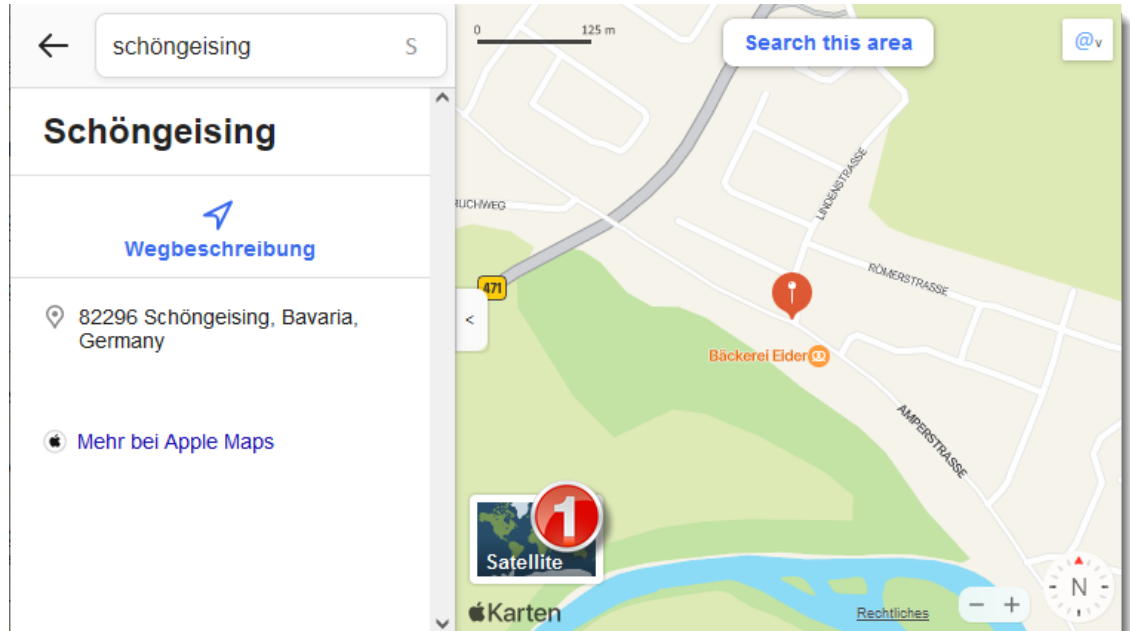 schöngeising S
Schöngeising
Wegbeschreibung
82296 Schöngeising, Bavaria,
Germany
Mehr bei Apple Maps
0 125 m
Search this area
@v
RUCHWEG
LINDENSTRASSE
RÖMERSTRASSE
471
<
Bäckerei Eider
AMPERSTRASSE
1
Satellite
Karten
Rechtliches
− +
N